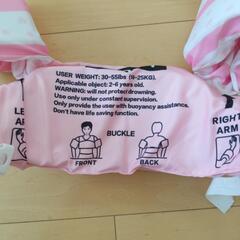 USER WEIGHT: 30-55lbs (14-25KG).
Applicable object: 2-6 years old.
WARNING: will not protect drowning.
Use only under constant supervision.
Only provide the user with buoyancy assistance.
Don't have life saving function.
BUCKLE
FRONT
BACK
RIGHT
ARM